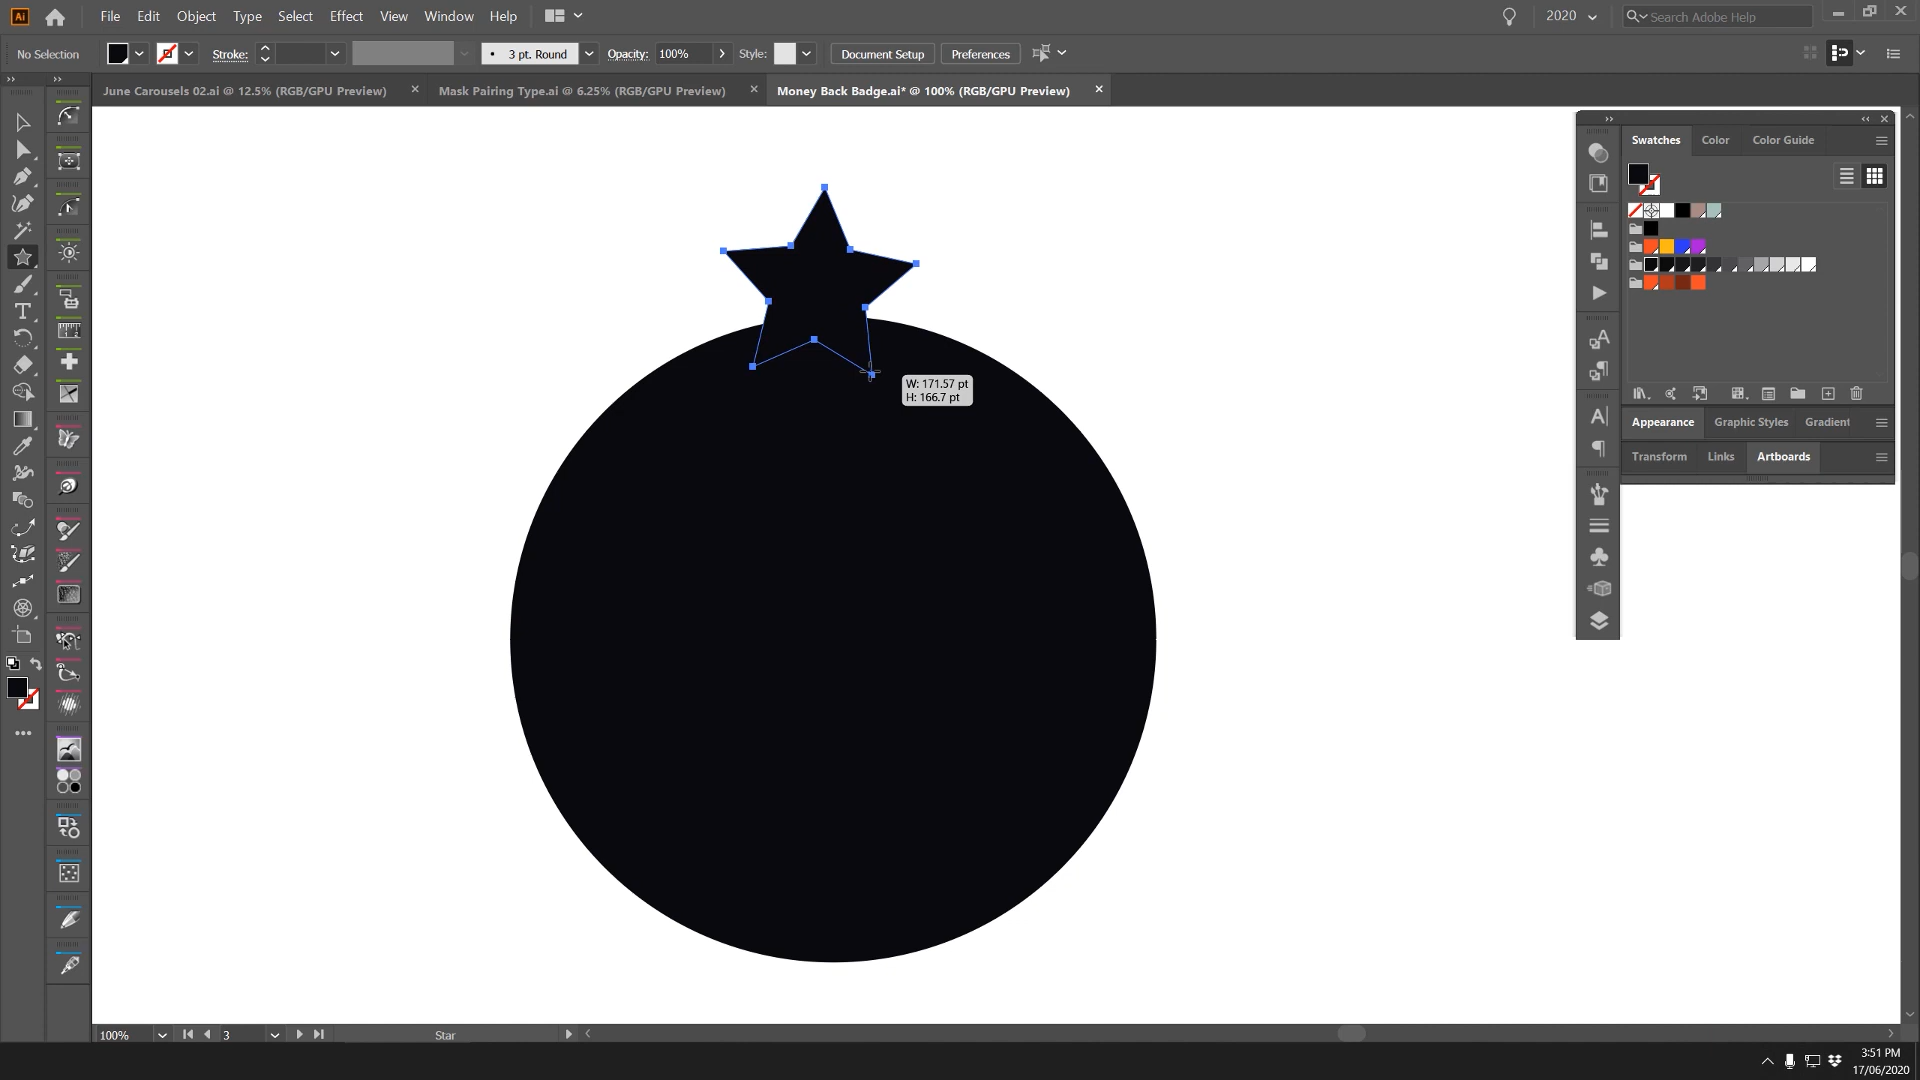 Ai File Edit Object Type Select Effect View Window Help 2020 Search Adobe Help
No Selection Stroke: 3 pt. Round Opacity: 100% Style: Document Setup Preferences
June Carousels 02.ai @ 12.5% (RGB/GPU Preview) Mask Pairing Type.ai @ 6.25% (RGB/GPU Preview) Money Back Badge.ai* @ 100% (RGB/GPU Preview)
Swatches Color Color Guide
W: 171.57 pt
H: 166.7 pt
Appearance Graphic Styles Gradient
Transform Links Artboards
100% 3 Star
3:51 PM
17/06/2020